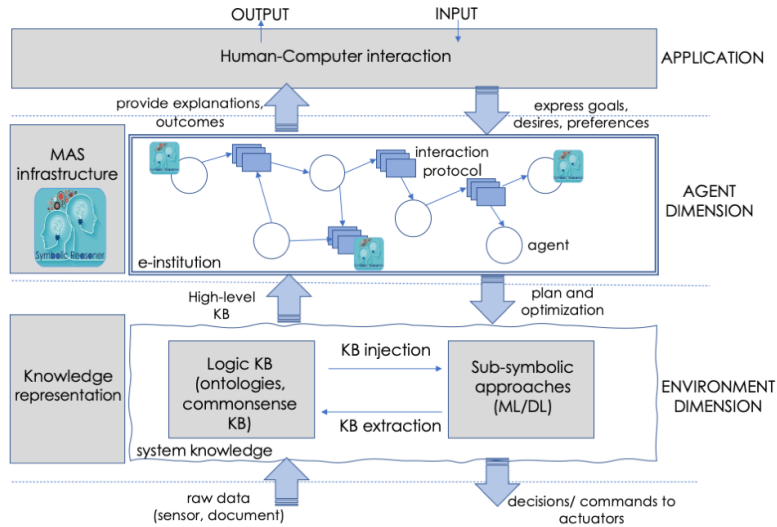 OUTPUT
INPUT
Human-Computer interaction
APPLICATION
provide explanations,
outcomes
express goals,
desires, preferences
MAS
infrastructure
Symbolic Reasoner
interaction
protocol
AGENT
DIMENSION
agent
e-institution
High-level
KB
plan and
optimization
Knowledge
representation
Logic KB
(ontologies,
commonsense
KB)
KB injection
KB extraction
Sub-symbolic
approaches
(ML/DL)
ENVIRONMENT
DIMENSION
system knowledge
raw data
(sensor, document)
decisions/ commands to
actuators